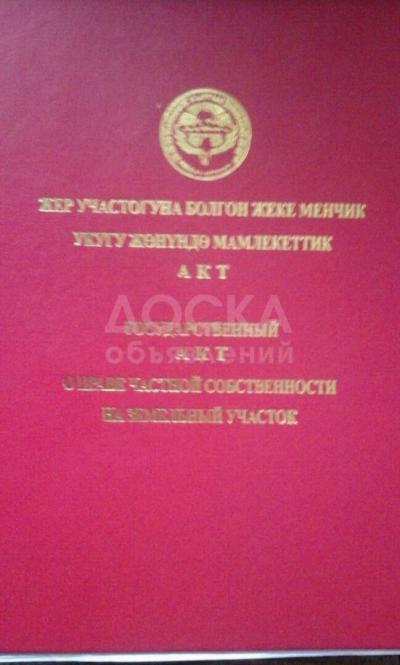 ЖЕР УЧАСТОГУНА БОЛГОН ЖЕКЕ МЕНЧИК
УКУГУ ЖӨНҮНДӨ МАМЛЕКЕТТИК
АКТ
ГОСУДАРСТВЕННЫЙ
АКТ
О ПРАВЕ ЧАСТНОЙ СОБСТВЕННОСТИ
НА ЗЕМЕЛЬНЫЙ УЧАСТОК
ДОСКА
объявлений